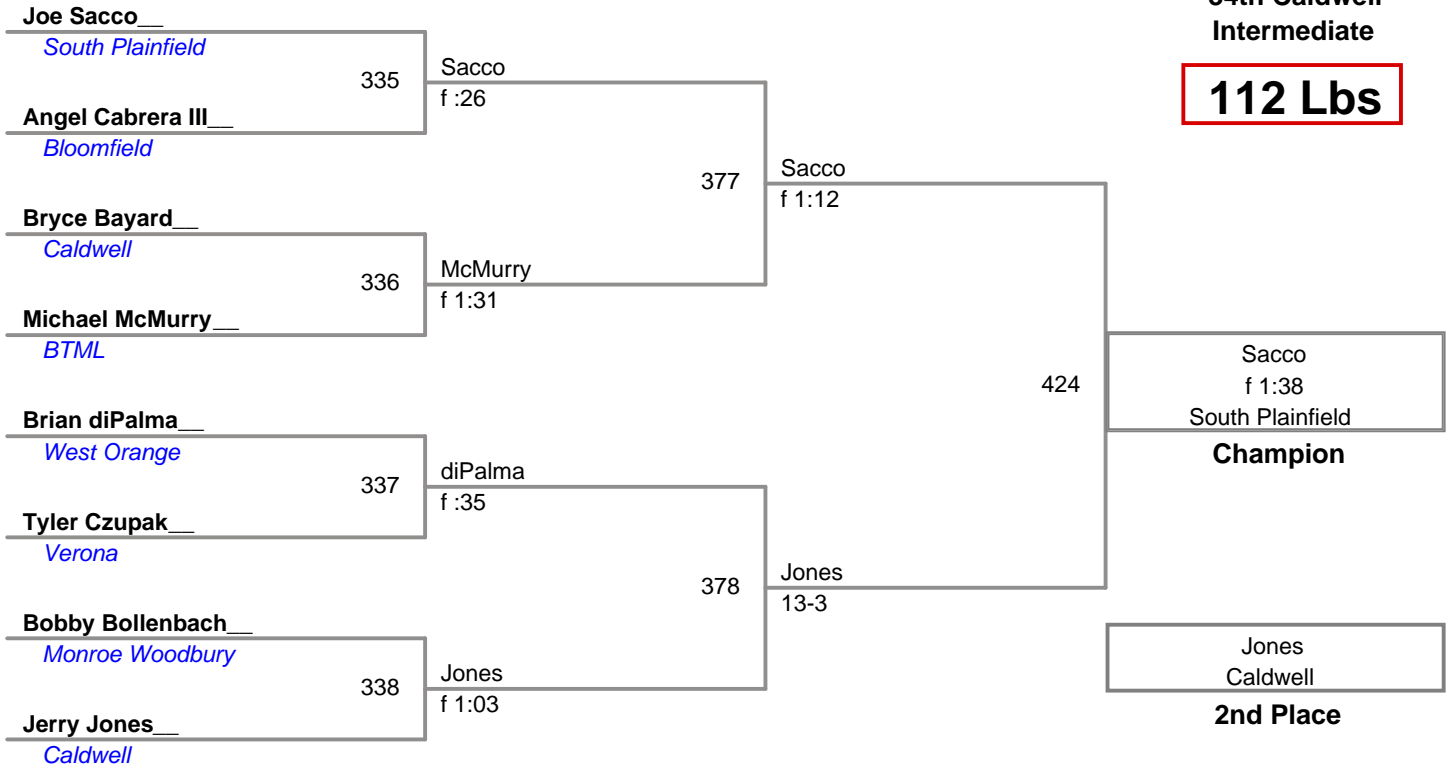 Joe Sacco__
South Plainfield
335
Sacco
f :26
Angel Cabrera III__
Bloomfield
377
Sacco
f 1:12
Bryce Bayard__
Caldwell
336
McMurry
f 1:31
Michael McMurry__
BTML
424
Brian diPalma__
West Orange
337
diPalma
f :35
Tyler Czupak__
Verona
378
Jones
13-3
Bobby Bollenbach__
Monroe Woodbury
338
Jones
f 1:03
Jerry Jones__
Caldwell
Intermediate
112 Lbs
Sacco
f 1:38
South Plainfield
Champion
Jones
Caldwell
2nd Place